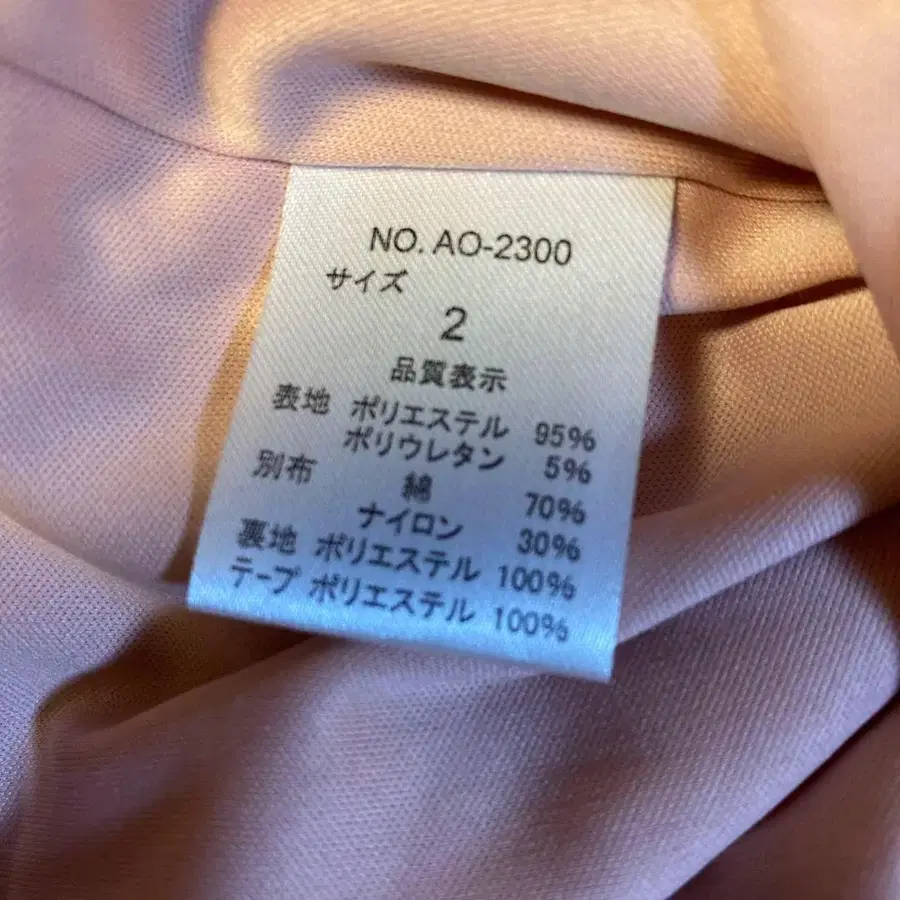 NO. AO-2300
サイズ
2
品質表示
表地 ポリエステル 95%
ポリウレタン 5%
別布 綿 70%
ナイロン 30%
裏地 ポリエステル 100%
テープ ポリエステル 100%